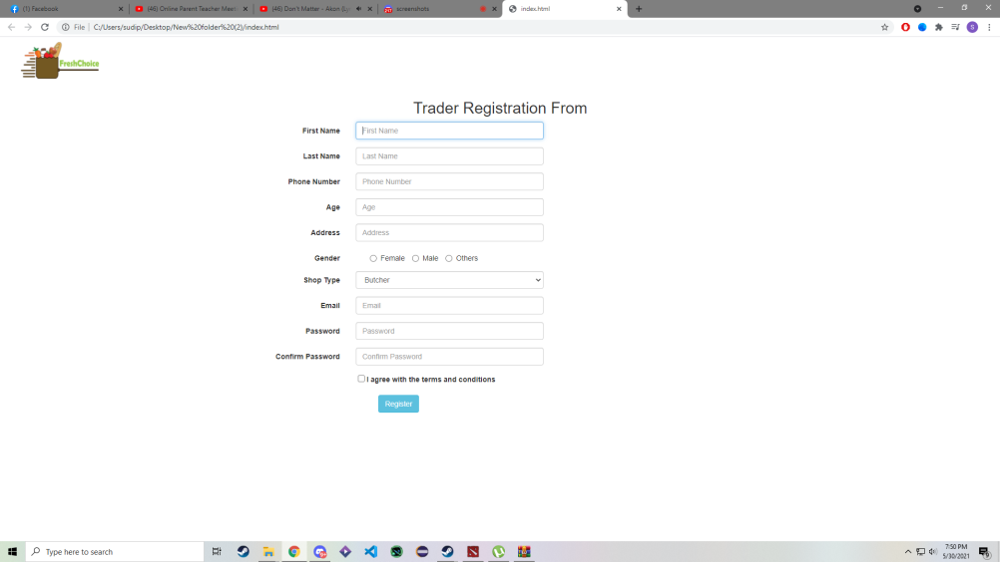 (1) Facebook
(46) Online Parent Teacher Meeti
(46) Don't Matter - Akon (Ly
screenshots
index.html
File | C:/Users/sudip/Desktop/New%20folder%20(2)/index.html
S
FreshChoice
Trader Registration From
First Name First Name
Last Name Last Name
Phone Number Phone Number
Age Age
Address Address
Gender Female Male Others
Shop Type Butcher
Email Email
Password Password
Confirm Password Confirm Password
I agree with the terms and conditions
Register
Type here to search
7:50 PM
5/30/2021